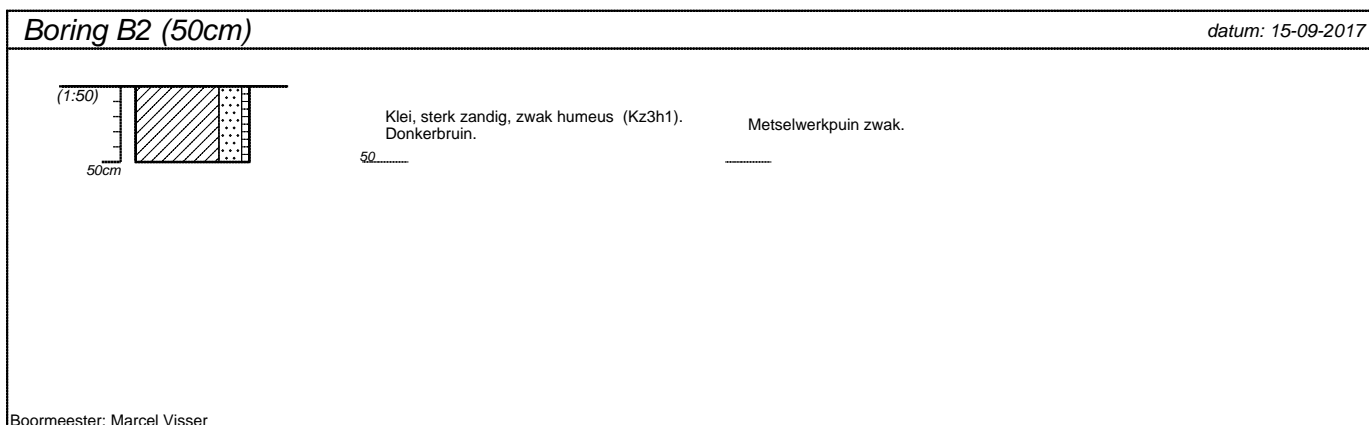 Boring B2 (50cm)
datum: 15-09-2017
(1:50)
Klei, sterk zandig, zwak humeus (Kz3h1).
Donkerbruin.
Metselwerkpuin zwak.
50
50cm
Boormeester: Marcel Visser